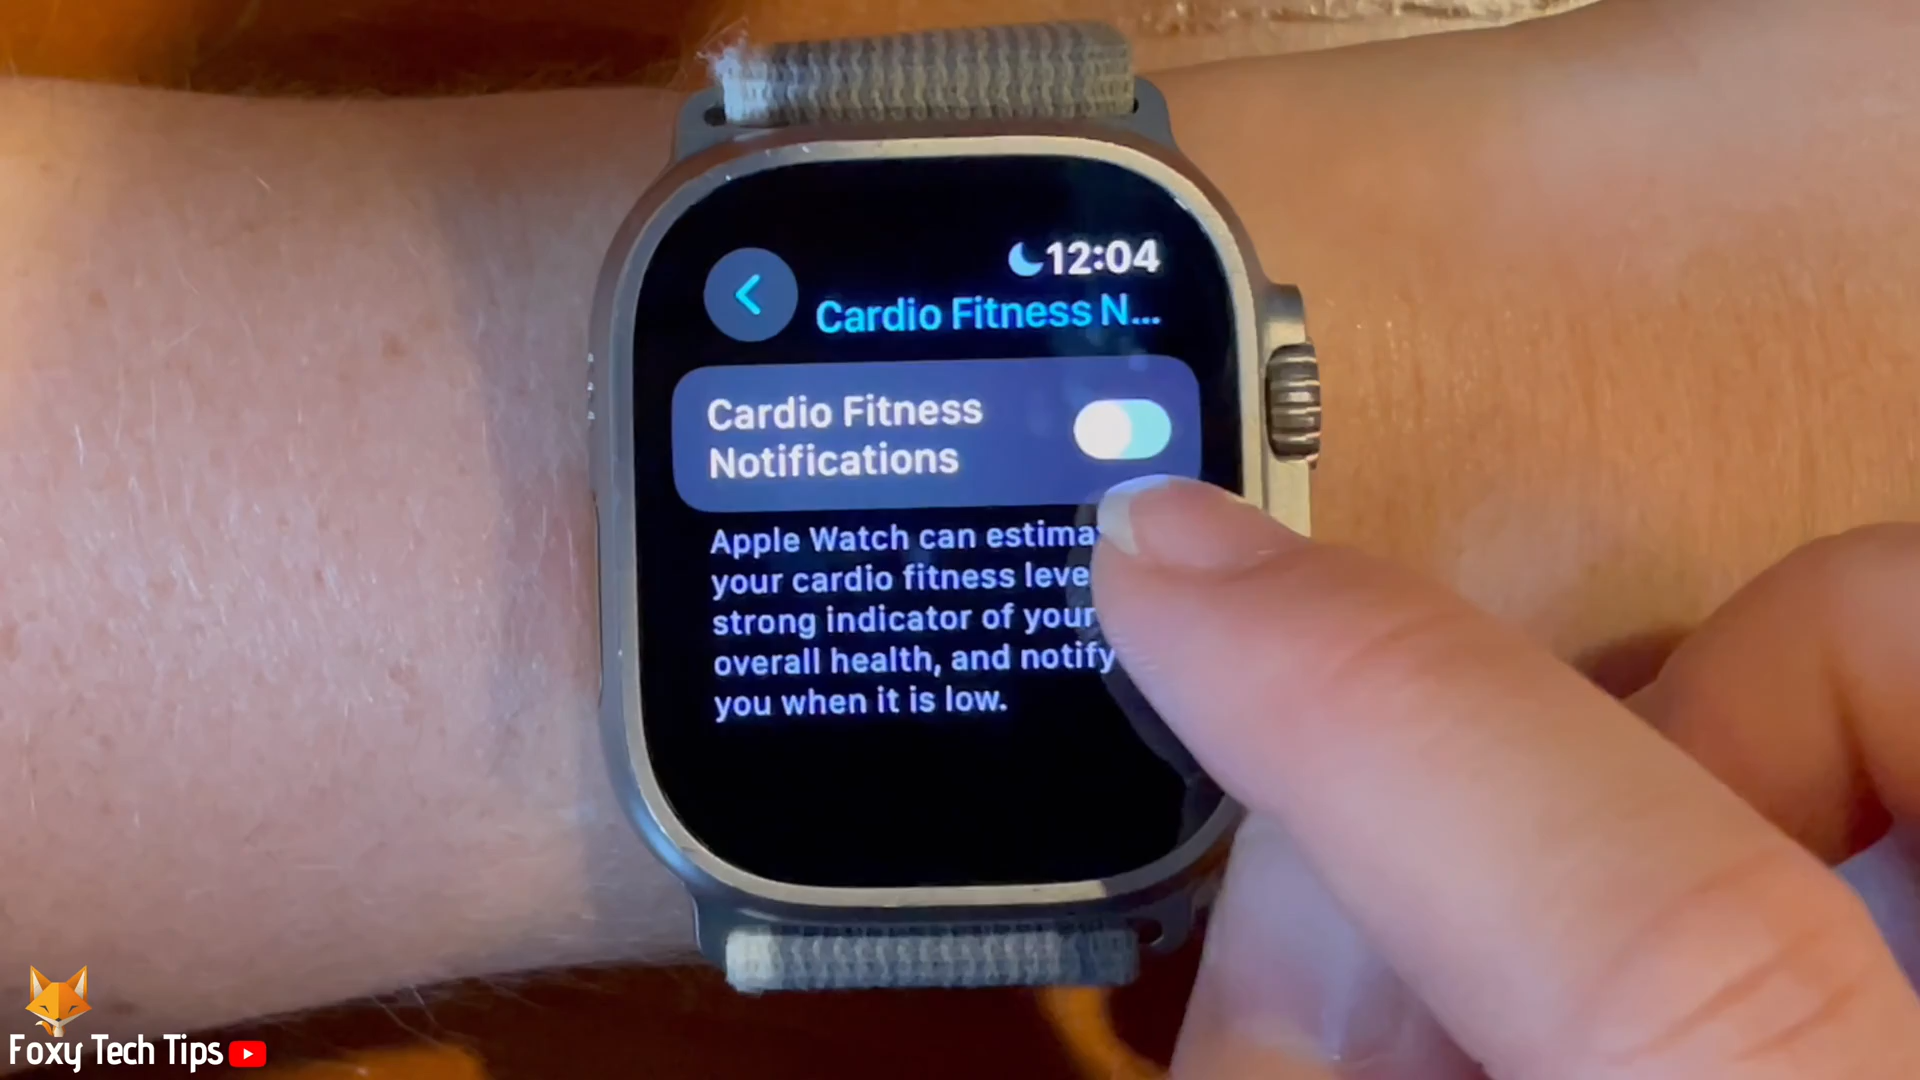 12:04
Cardio Fitness N...
Cardio Fitness
Notifications
Apple Watch can estima
your cardio fitness leve
strong indicator of your
overall health, and notify
you when it is low.
Foxy Tech Tips